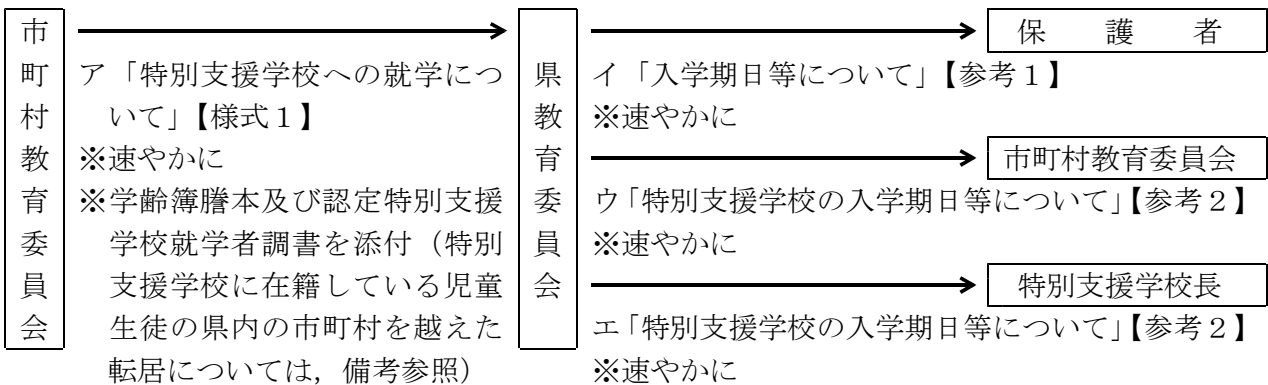 市町村教育委員会
ア「特別支援学校への就学につ
いて」【様式1】
※速やかに
※学齢簿謄本及び認定特別支援
学校就学者調書を添付(特別
支援学校に在籍している児童
生徒の県内の市町村を越えた
転居については,備考参照)
県教育委員会
保護者
イ「入学期日等について」【参考1】
※速やかに
市町村教育委員会
ウ「特別支援学校の入学期日等について」【参考2】
※速やかに
特別支援学校長
エ「特別支援学校の入学期日等について」【参考2】
※速やかに